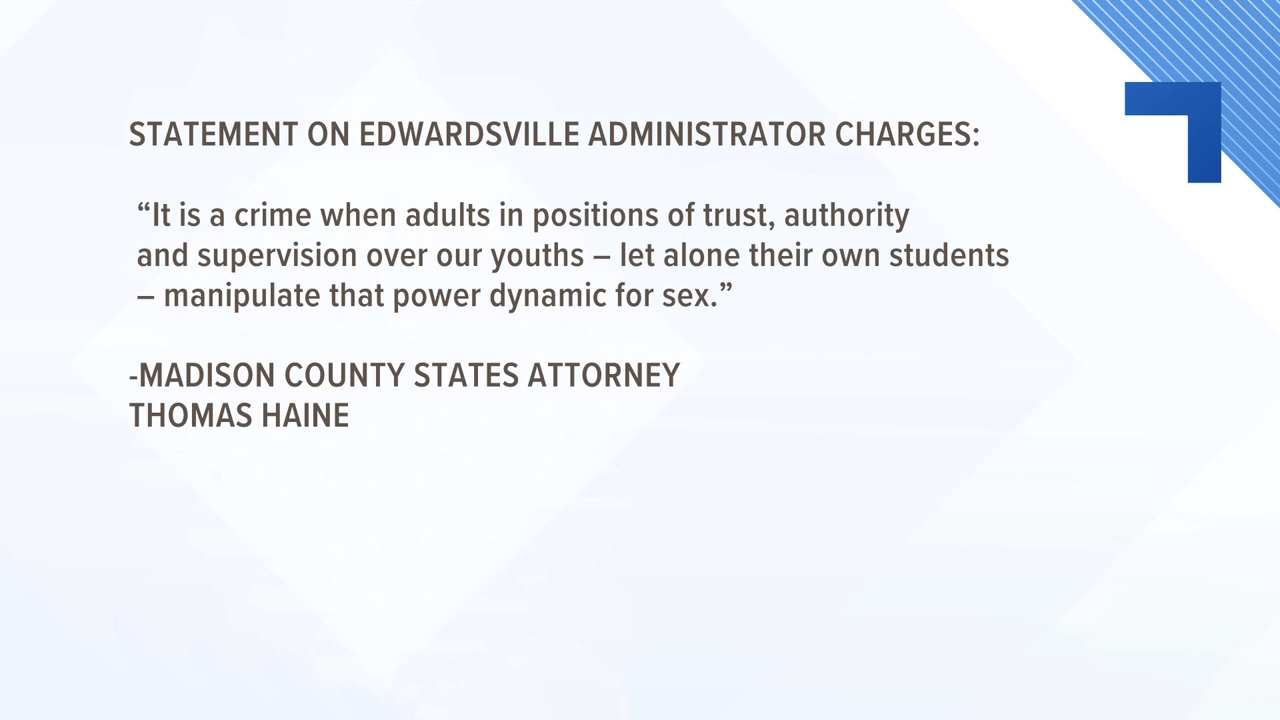 STATEMENT ON EDWARDSVILLE ADMINISTRATOR CHARGES:
“It is a crime when adults in positions of trust, authority
and supervision over our youths – let alone their own students
– manipulate that power dynamic for sex.”
-MADISON COUNTY STATES ATTORNEY
THOMAS HAINE